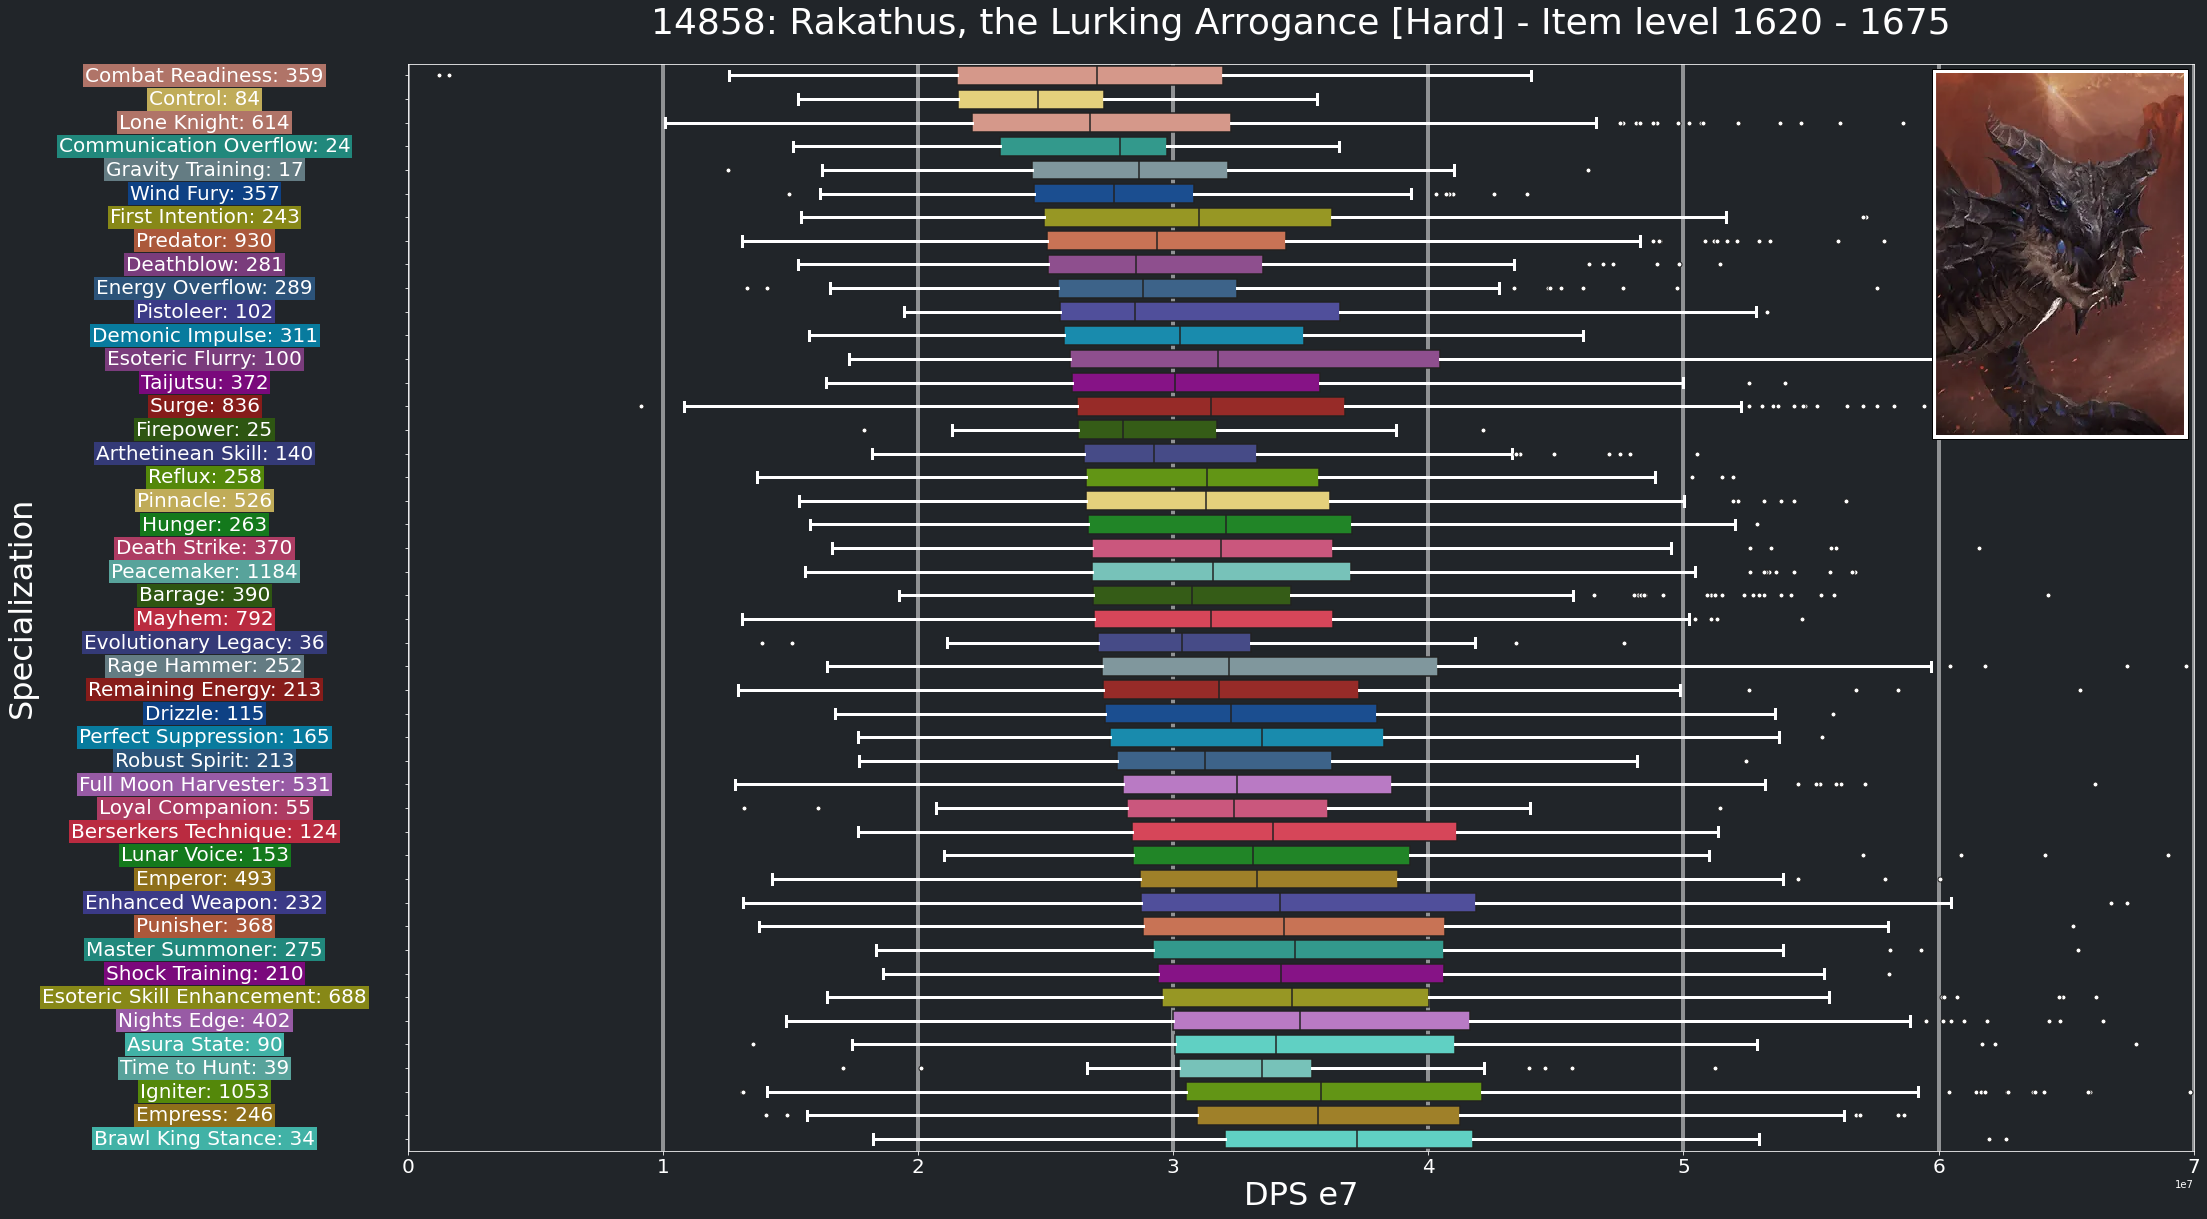 14858: Rakathus, the Lurking Arrogance [Hard] - Item level 1620 - 1675
Specialization
Combat Readiness: 359
Control: 84
Lone Knight: 614
Communication Overflow: 24
Gravity Training: 17
Wind Fury: 357
First Intention: 243
Predator: 930
Deathblow: 281
Energy Overflow: 289
Pistoleer: 102
Demonic Impulse: 311
Esoteric Flurry: 100
Taijutsu: 372
Surge: 836
Firepower: 25
Arthetinean Skill: 140
Reflux: 258
Pinnacle: 526
Hunger: 263
Death Strike: 370
Peacemaker: 1184
Barrage: 390
Mayhem: 792
Evolutionary Legacy: 36
Rage Hammer: 252
Remaining Energy: 213
Drizzle: 115
Perfect Suppression: 165
Robust Spirit: 213
Full Moon Harvester: 531
Loyal Companion: 55
Berserkers Technique: 124
Lunar Voice: 153
Emperor: 493
Enhanced Weapon: 232
Punisher: 368
Master Summoner: 275
Shock Training: 210
Esoteric Skill Enhancement: 688
Nights Edge: 402
Asura State: 90
Time to Hunt: 39
Igniter: 1053
Empress: 246
Brawl King Stance: 34
0 1 2 3 4 5 6 7
1e7
DPS e7